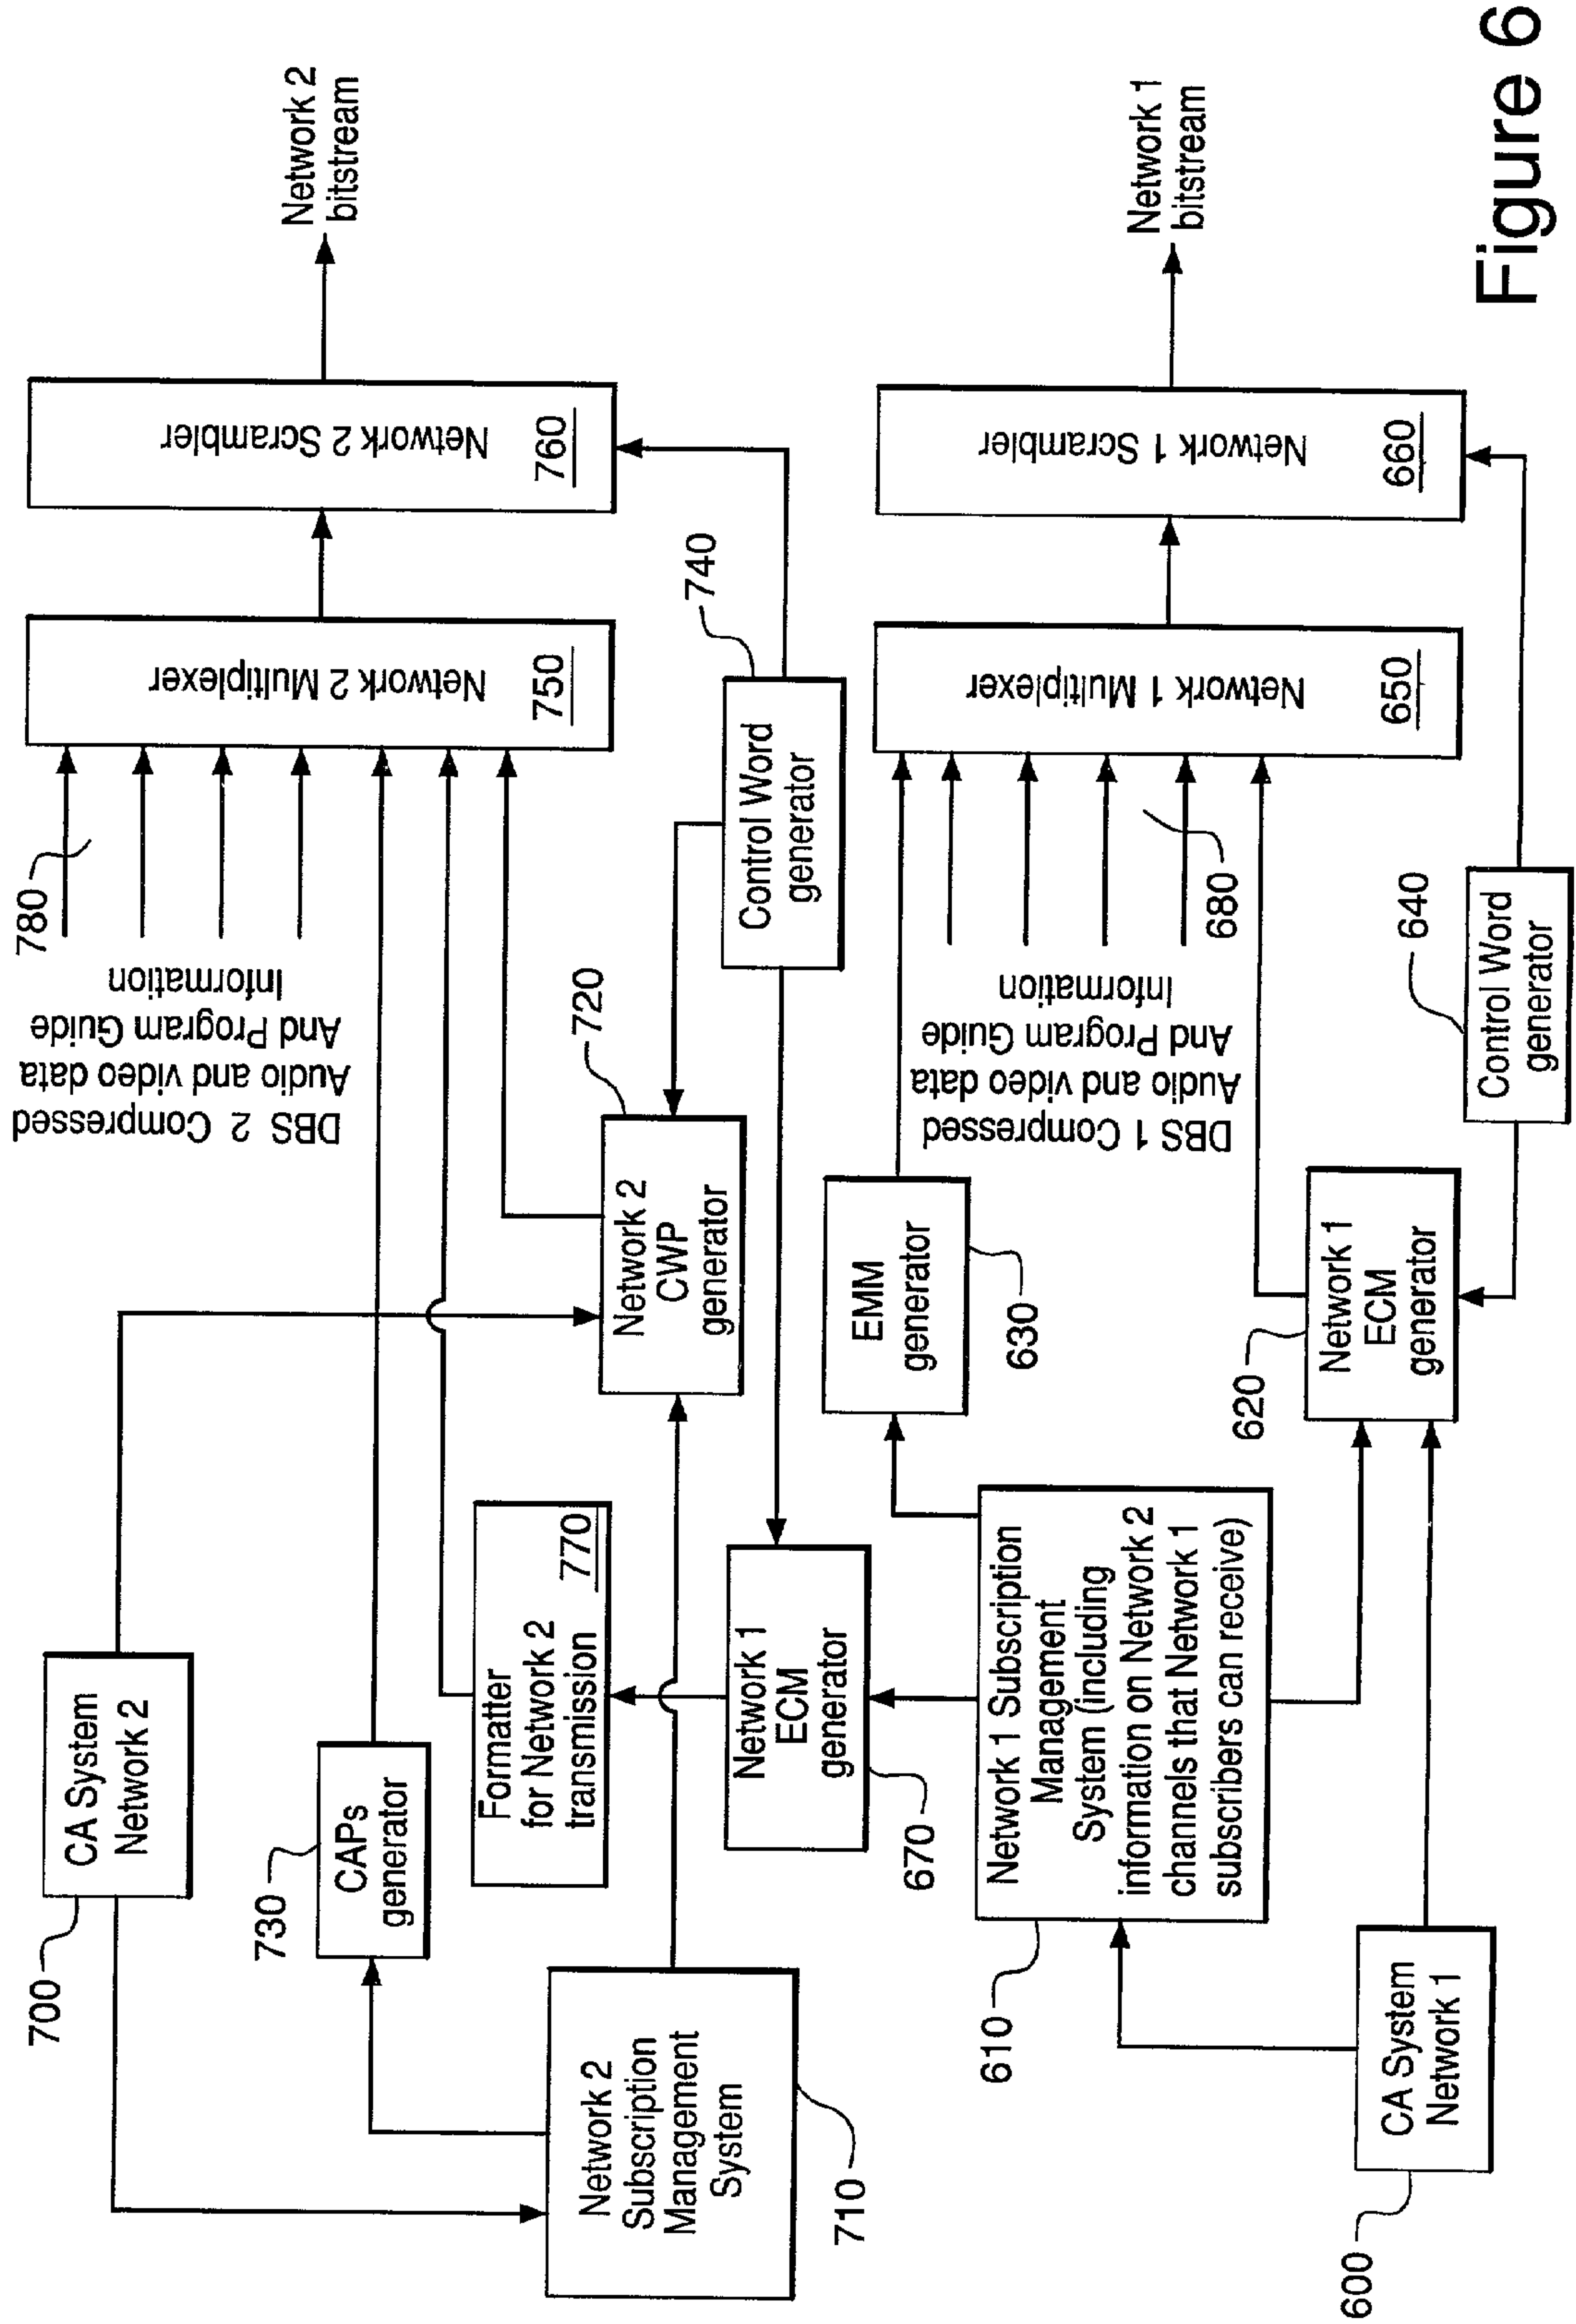 700
CA System
Network 2
730
CAPs
generator
Formatter
for Network 2
transmission
770
Network 2
Subscription
Management
System
710
Network 2
CWP
generator
720
780
DBS 2 Compressed
Audio and video data
And Program Guide
Information
Network 2 Multiplexer
750
Network 2 Scrambler
760
Network 2
bitstream
Control Word
generator
740
Network 1
ECM
generator
670
EMM
generator
630
Network 1 Subscription
Management
System (including
information on Network 2
channels that Network 1
subscribers can receive)
610
DBS 1 Compressed
Audio and video data
And Program Guide
Information
680
Network 1 Multiplexer
650
Network 1 Scrambler
660
Network 1
bitstream
620
Network 1
ECM
generator
640
Control Word
generator
CA System
Network 1
600
Figure 6